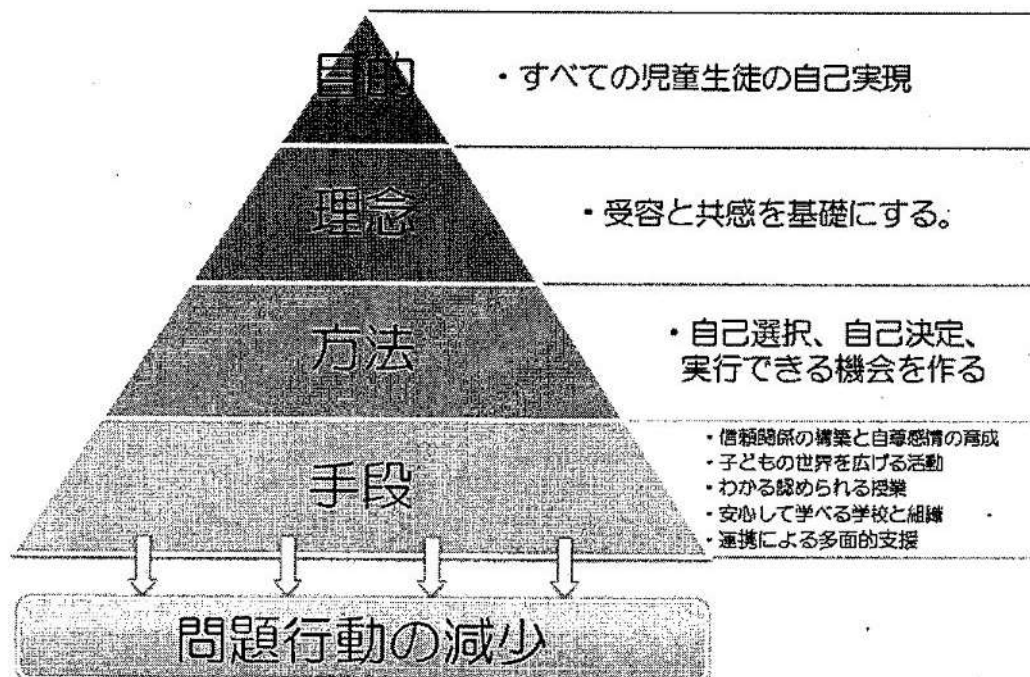 目的
・すべての児童生徒の自己実現
理念
・受容と共感を基礎にする。
方法
・自己選択、自己決定、
実行できる機会を作る
手段
・信頼関係の構築と自尊感情の育成
・子どもの世界を広げる活動
・わかる認められる授業
・安心して学べる学校と組織
・連携による多面的支援
問題行動の減少